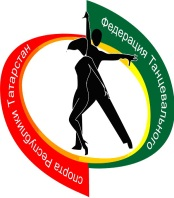 Федерация Танцевального
спорта Республики Татарстан